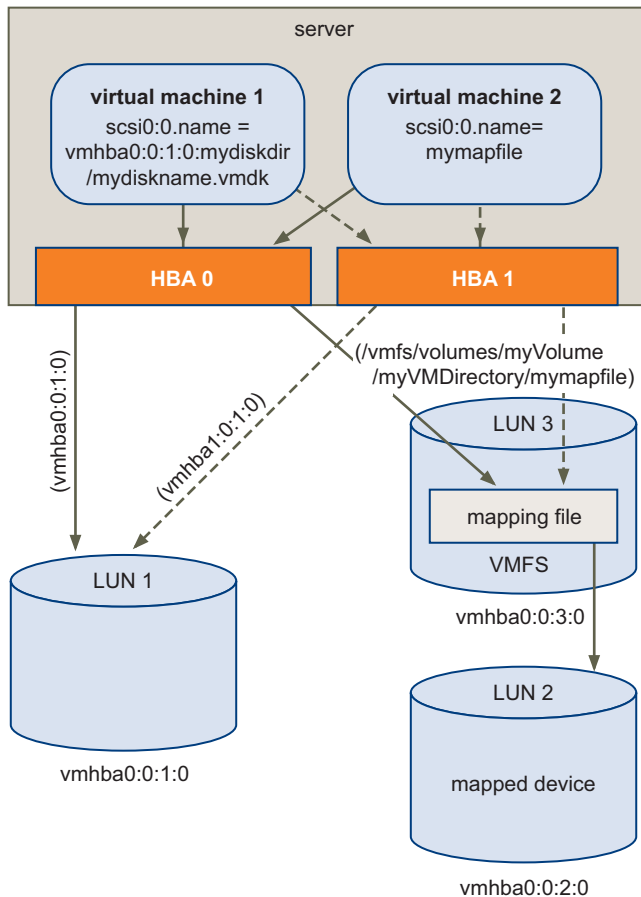 server
virtual machine 1
scsi0:0.name =
vmhba0:0:1:0:mydiskdir
/mydiskname.vmdk
virtual machine 2
scsi0:0.name=
mymapfile
HBA 0
HBA 1
(vmhba0:0:1:0)
(vmhba1:0:1:0)
(/vmfs/volumes/myVolume
/myVMDirectory/mymapfile)
LUN 3
mapping file
VMFS
vmhba0:0:3:0
LUN 1
vmhba0:0:1:0
LUN 2
mapped device
vmhba0:0:2:0